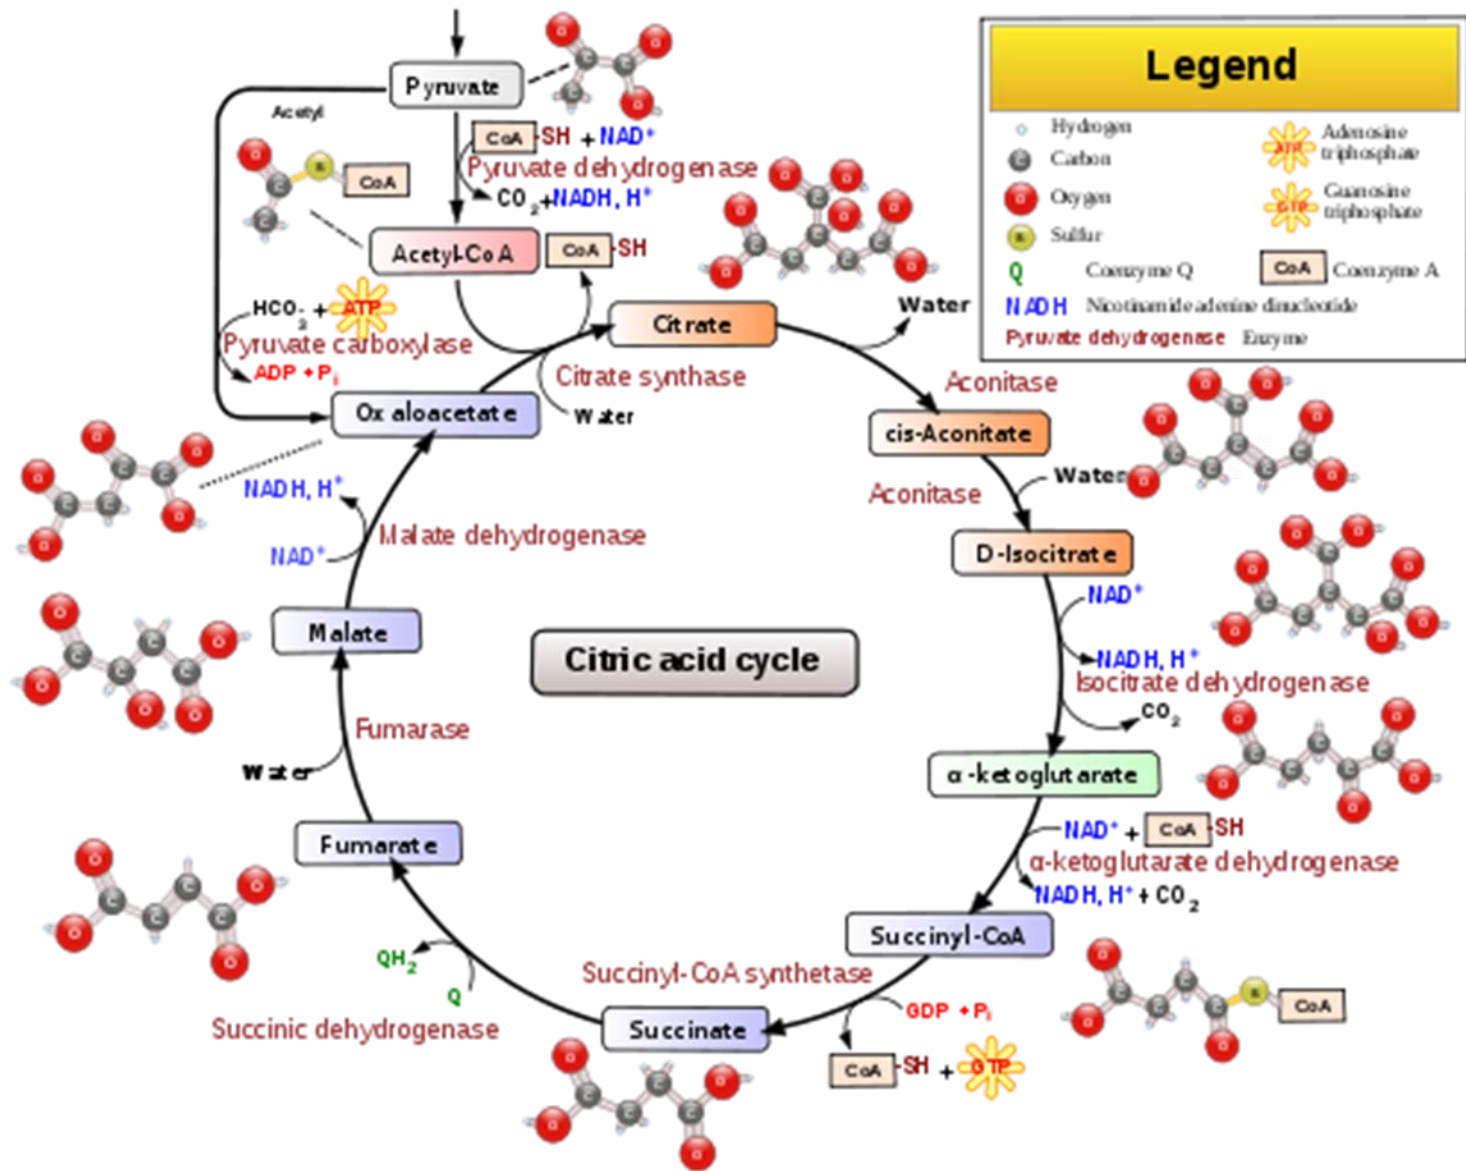 Pyruvate
Acetyl
CoA -SH + NAD+
Pyruvate dehydrogenase
CO2 + NADH, H+
CoA
Acetyl-CoA
CoA -SH
HCO3- + ATP
Pyruvate carboxylase
ADP + Pi
Citrate
Water
Citrate synthase
Water
Oxaloacetate
Aconitase
cis-Aconitate
Aconitase
Water
D-Isocitrate
NAD+
NADH, H+
Isocitrate dehydrogenase
CO2
α-ketoglutarate
NAD+ + CoA -SH
α-ketoglutarate dehydrogenase
NADH, H+ + CO2
Succinyl-CoA
CoA
Succinyl-CoA synthetase
GDP + Pi
CoA -SH + GTP
Succinate
Q
QH2
Succinic dehydrogenase
Fumarate
Water
Fumarase
Malate
NAD+
NADH, H+
Malate dehydrogenase
Citric acid cycle
Legend
Hydrogen
C Carbon
O Oxygen
S Sulfur
Q Coenzyme Q
NADH Nicotinamide adenine dinucleotide
Pyruvate dehydrogenase Enzyme
ATP Adenosine
triphosphate
GTP Guanosine
triphosphate
CoA Coenzyme A